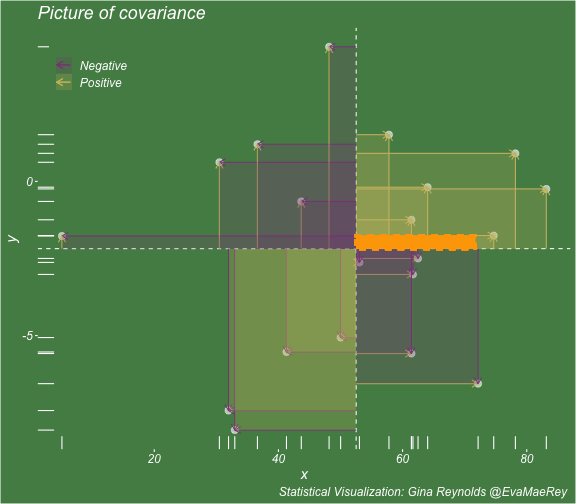 Picture of covariance
Negative
Positive
0
-5
y
20 40 60 80
x
Statistical Visualization: Gina Reynolds @EvaMaeRey